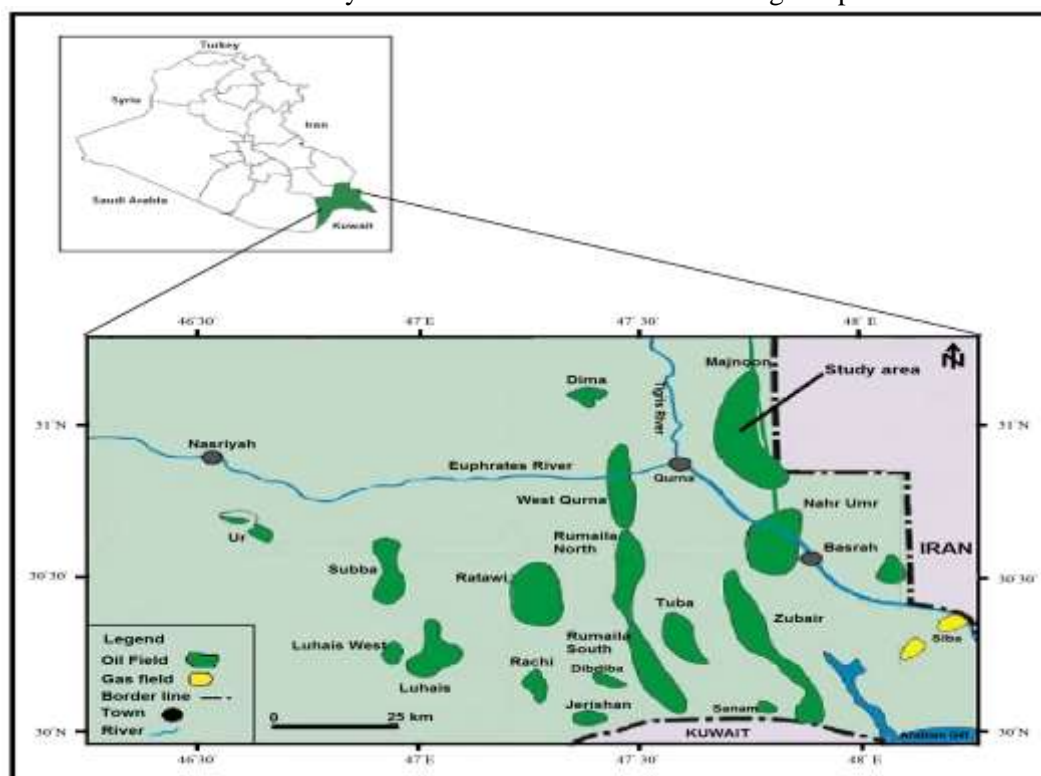 Turkey
Syria
Iran
Saudi Arabia
Kuwait
46°30'
47°E
47°30'
48°E
Majnoon
Study area
N
Dima
Tigris River
31°N
31°N
Nasriyah
Euphrates River
Qurna
West Qurna
Nahr Umr
Ur
Rumaila
North
Basrah
IRAN
Subba
Ratawi
30°30'
30°30'
Tuba
Zubair
Legend
Oil Field
Gas field
Border line
Town
River
Luhais West
Luhais
Rumaila
South
Siba
Rachi
Dibdiba
0
25 km
Jerishan
Sanam
30°N
30°N
KUWAIT
46°30'
47°E
47°30'
48°E